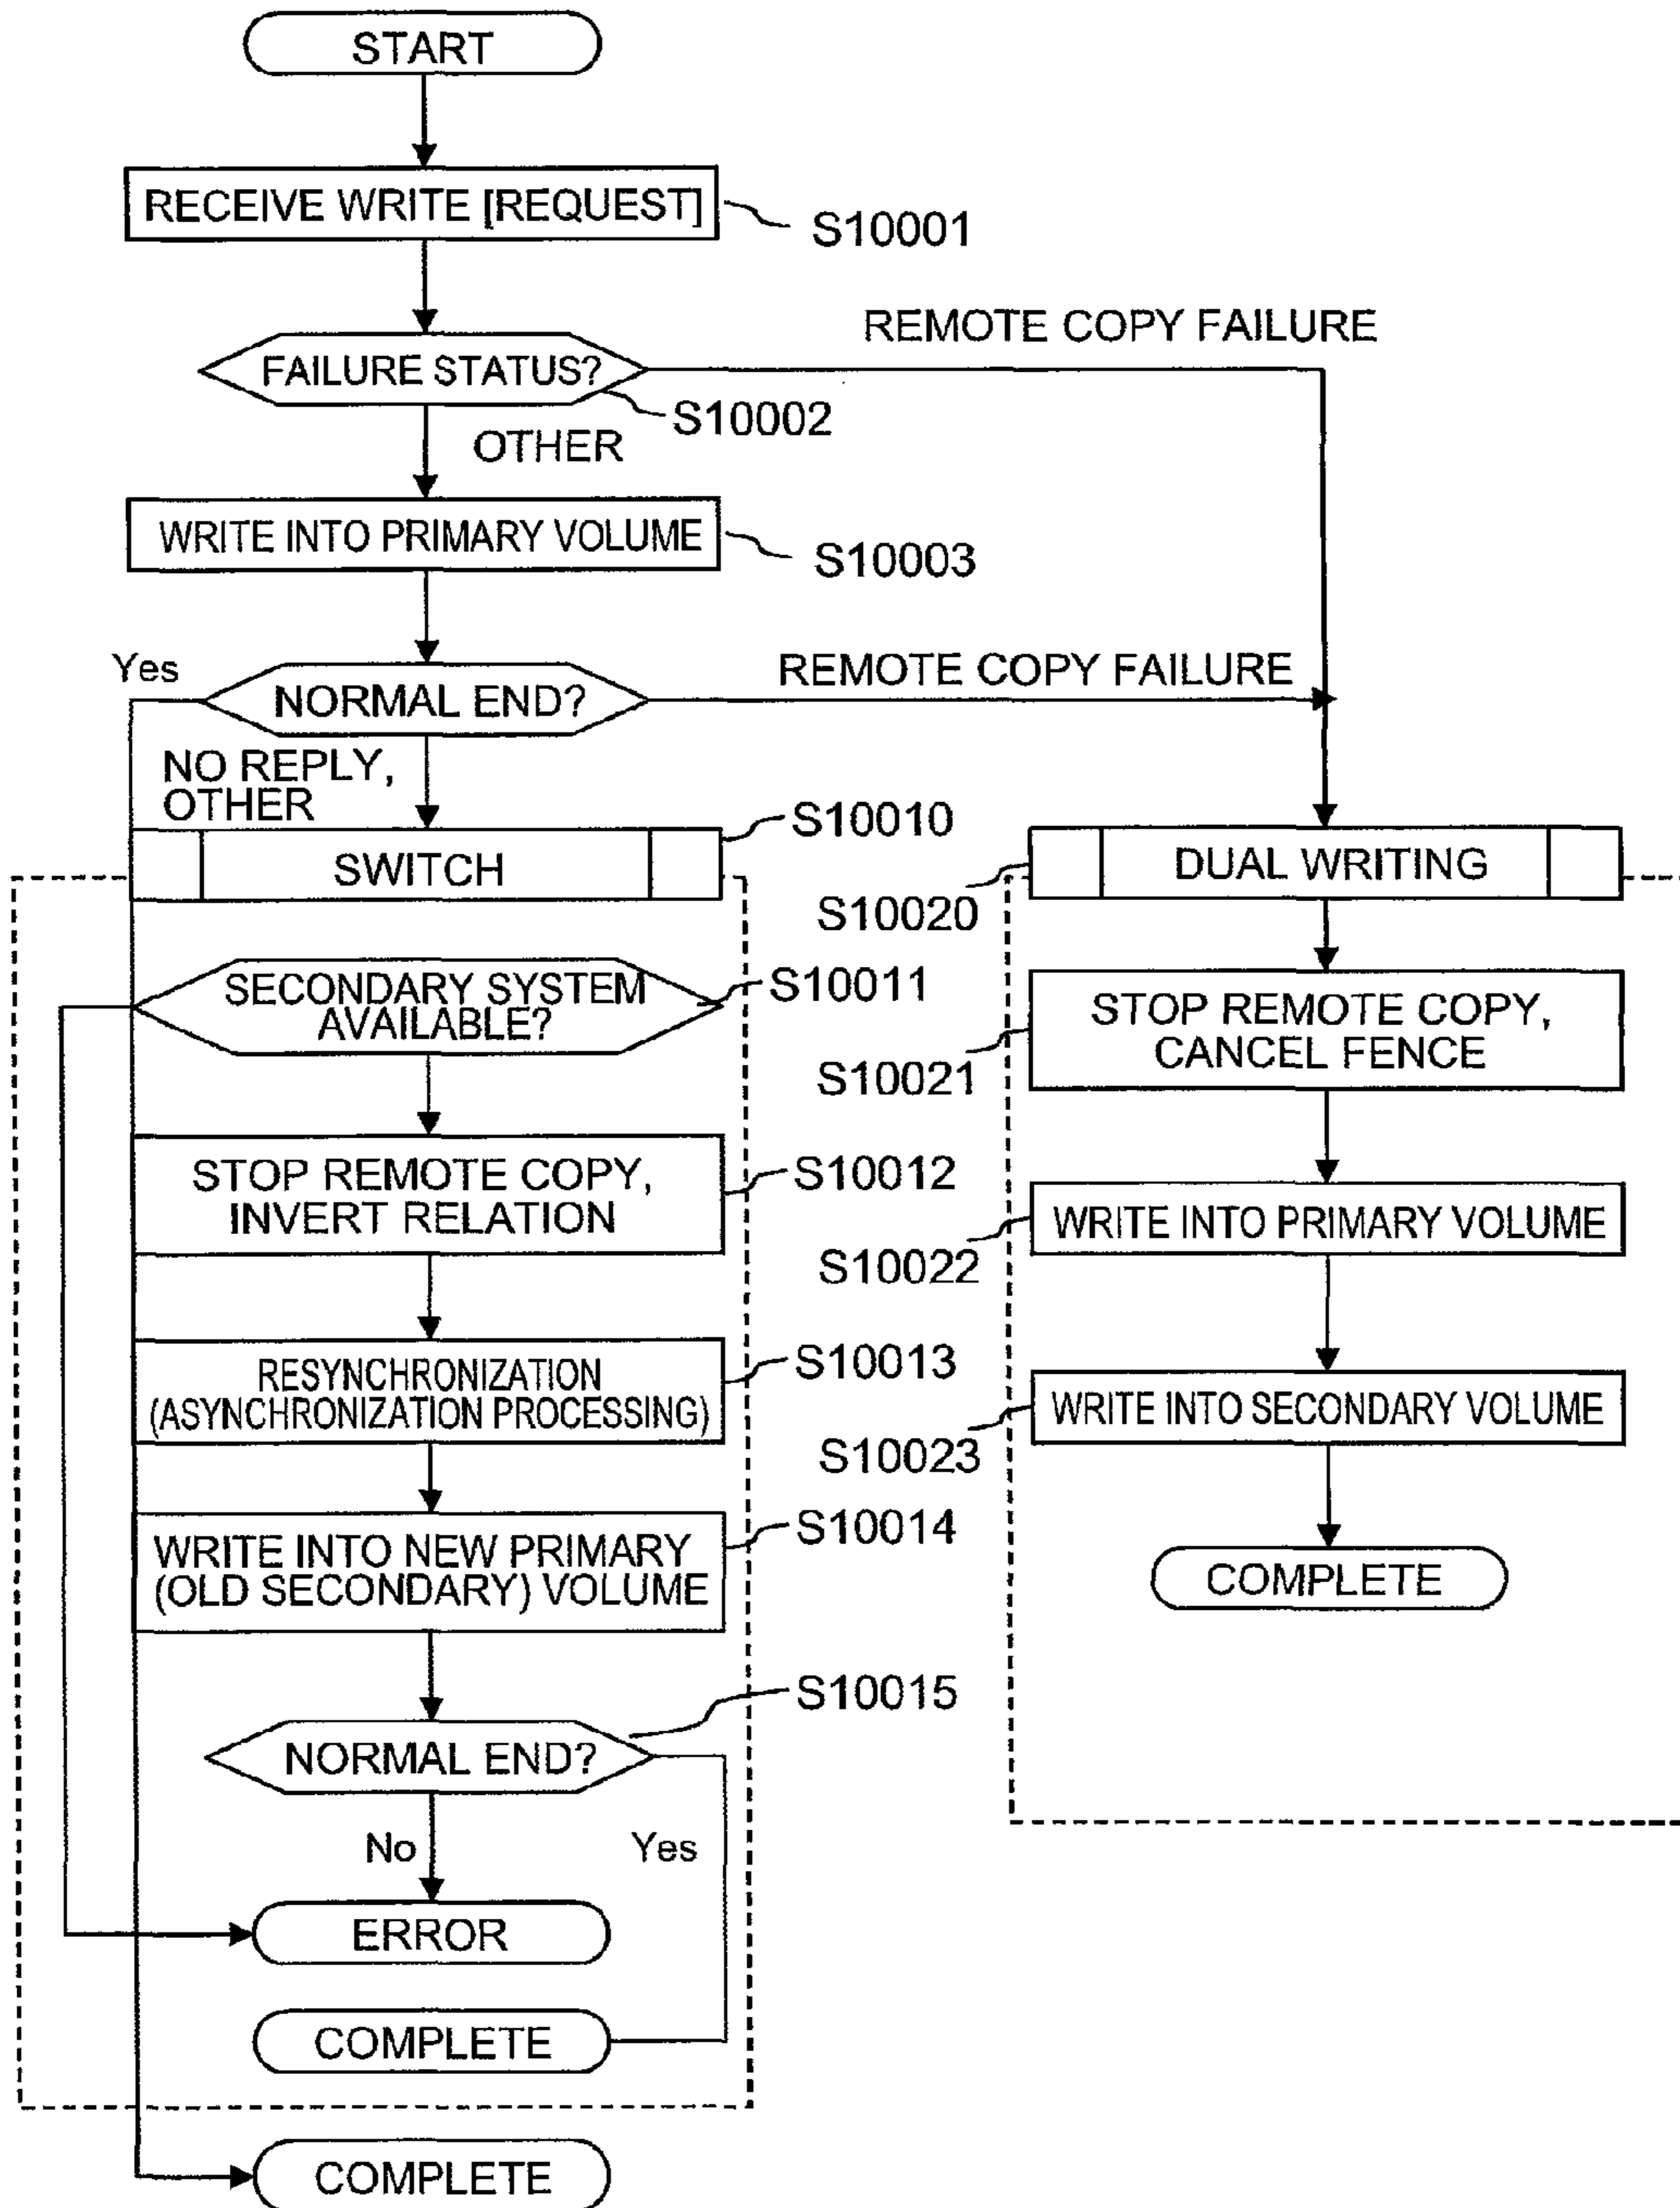 START
RECEIVE WRITE [REQUEST]
S10001
REMOTE COPY FAILURE
FAILURE STATUS?
S10002
OTHER
WRITE INTO PRIMARY VOLUME
S10003
Yes
NORMAL END?
REMOTE COPY FAILURE
NO REPLY,
OTHER
SWITCH
S10010
SECONDARY SYSTEM
AVAILABLE?
S10011
STOP REMOTE COPY,
INVERT RELATION
S10012
RESYNCHRONIZATION
(ASYNCHRONIZATION PROCESSING)
S10013
WRITE INTO NEW PRIMARY
(OLD SECONDARY) VOLUME
S10014
NORMAL END?
S10015
No
Yes
ERROR
COMPLETE
COMPLETE
DUAL WRITING
S10020
STOP REMOTE COPY,
CANCEL FENCE
S10021
WRITE INTO PRIMARY VOLUME
S10022
WRITE INTO SECONDARY VOLUME
S10023
COMPLETE